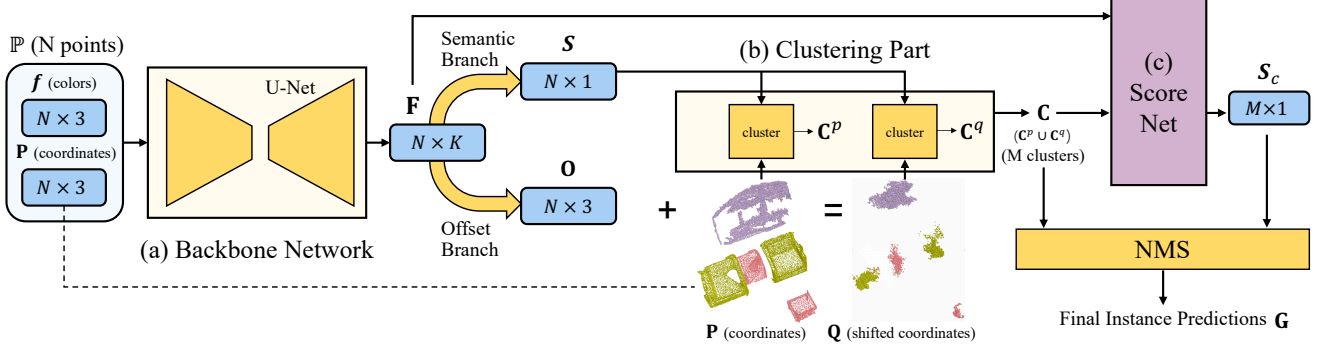 ℙ (N points)
f (colors)
N × 3
P (coordinates)
N × 3
U-Net
(a) Backbone Network
F
N × K
Semantic
Branch
S
N × 1
O
N × 3
Offset
Branch
(b) Clustering Part
cluster
C^p
cluster
C^q
+
=
P (coordinates)
Q (shifted coordinates)
C
(C^p ∪ C^q)
(M clusters)
(c)
Score
Net
S_c
M×1
NMS
Final Instance Predictions G